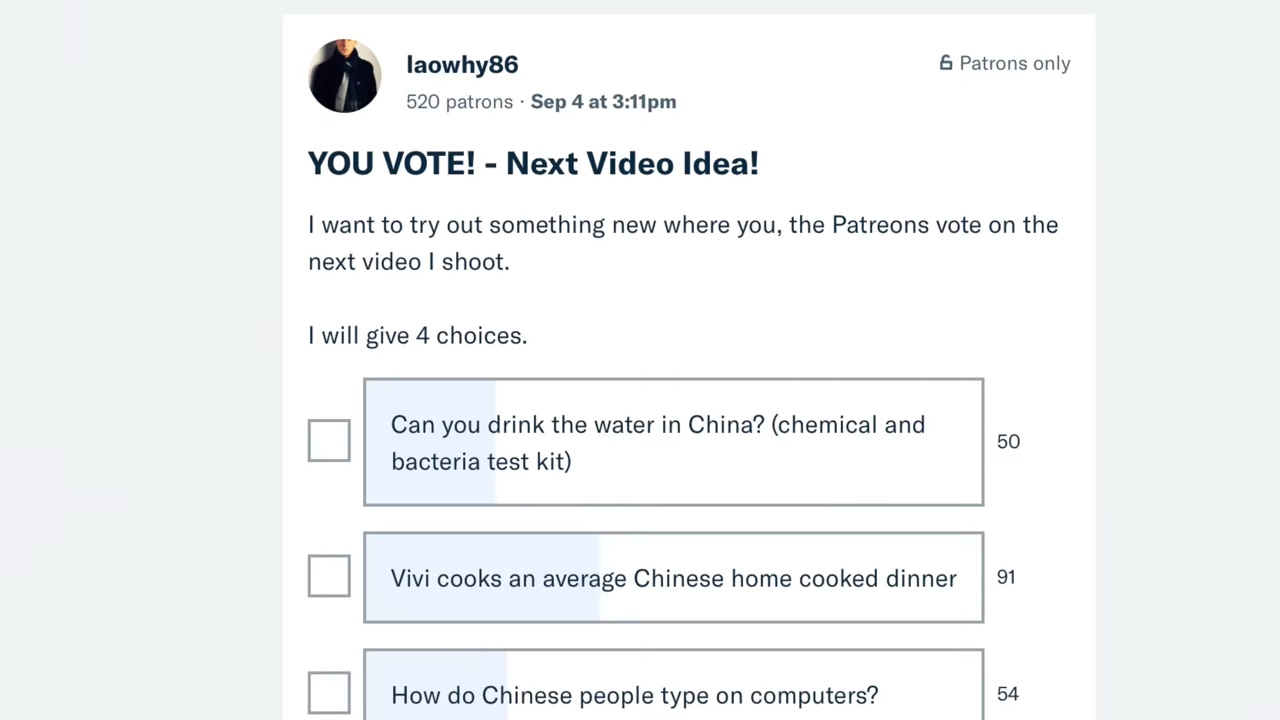 laowhy86
Patrons only
520 patrons · Sep 4 at 3:11pm
YOU VOTE! - Next Video Idea!
I want to try out something new where you, the Patreons vote on the
next video I shoot.
I will give 4 choices.
Can you drink the water in China? (chemical and
bacteria test kit)
50
Vivi cooks an average Chinese home cooked dinner
91
How do Chinese people type on computers?
54